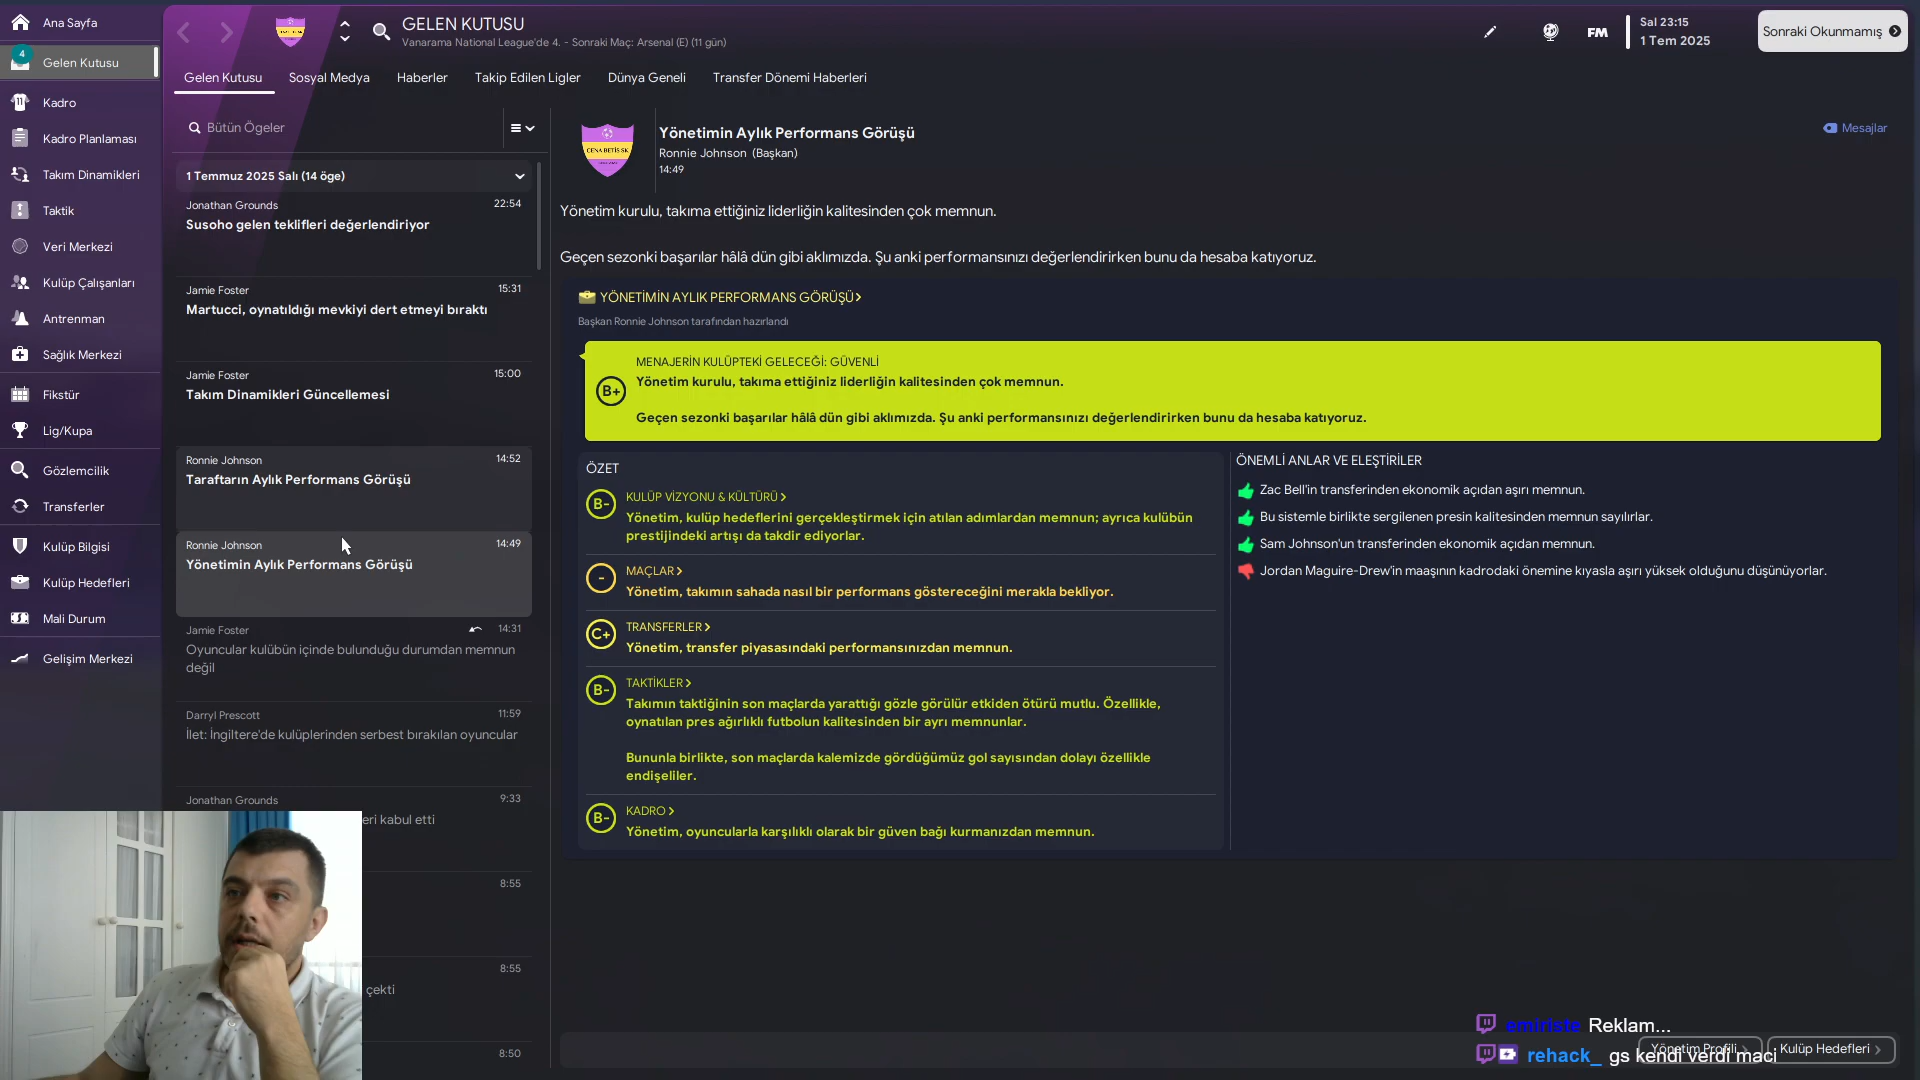 Ana Sayfa
4
Gelen Kutusu
Kadro
Kadro Planlaması
Takım Dinamikleri
Taktik
Veri Merkezi
Kulüp Çalışanları
Antrenman
Sağlık Merkezi
Fikstür
Lig/Kupa
Gözlemcilik
Transferler
Kulüp Bilgisi
Kulüp Hedefleri
Mali Durum
Gelişim Merkezi
GELEN KUTUSU
Vanarama National League'de 4. - Sonraki Maç: Arsenal (E) (11 gün)
FM
Sal 23:15
1 Tem 2025
Sonraki Okunmamış
Gelen Kutusu
Sosyal Medya
Haberler
Takip Edilen Ligler
Dünya Geneli
Transfer Dönemi Haberleri
Bütün Ögeler
1 Temmuz 2025 Salı (14 öge)
Jonathan Grounds 22:54
Susoho gelen teklifleri değerlendiriyor
Jamie Foster 15:31
Martucci, oynatıldığı mevkiyi dert etmeyi bıraktı
Jamie Foster 15:00
Takım Dinamikleri Güncellemesi
Ronnie Johnson 14:52
Taraftarın Aylık Performans Görüşü
Ronnie Johnson 14:49
Yönetimin Aylık Performans Görüşü
Jamie Foster 14:31
Oyuncular kulübün içinde bulunduğu durumdan memnun
değil
Darryl Prescott 11:59
İlet: İngiltere'de kulüplerinden serbest bırakılan oyuncular
Jonathan Grounds 9:33
eri kabul etti
8:55
8:55
çekti
8:50
CENA BETİS SK
Yönetimin Aylık Performans Görüşü
Ronnie Johnson (Başkan)
14:49
Mesajlar
Yönetim kurulu, takıma ettiğiniz liderliğin kalitesinden çok memnun.
Geçen sezonki başarılar hâlâ dün gibi aklımızda. Şu anki performansınızı değerlendirirken bunu da hesaba katıyoruz.
YÖNETİMİN AYLIK PERFORMANS GÖRÜŞÜ
Başkan Ronnie Johnson tarafından hazırlandı
B+
MENAJERİN KULÜPTEKİ GELECEĞİ: GÜVENLİ
Yönetim kurulu, takıma ettiğiniz liderliğin kalitesinden çok memnun.
Geçen sezonki başarılar hâlâ dün gibi aklımızda. Şu anki performansınızı değerlendirirken bunu da hesaba katıyoruz.
ÖZET
B-
KULÜP VİZYONU & KÜLTÜRÜ
Yönetim, kulüp hedeflerini gerçekleştirmek için atılan adımlardan memnun; ayrıca kulübün
prestijindeki artışı da takdir ediyorlar.
-
MAÇLAR
Yönetim, takımın sahada nasıl bir performans göstereceğini merakla bekliyor.
C+
TRANSFERLER
Yönetim, transfer piyasasındaki performansınızdan memnun.
B-
TAKTİKLER
Takımın taktiğinin son maçlarda yarattığı gözle görülür etkiden ötürü mutlu. Özellikle,
oynatılan pres ağırlıklı futbolun kalitesinden bir ayrı memnunlar.
Bununla birlikte, son maçlarda kalemizde gördüğümüz gol sayısından dolayı özellikle
endişeliler.
B-
KADRO
Yönetim, oyuncularla karşılıklı olarak bir güven bağı kurmanızdan memnun.
ÖNEMLİ ANLAR VE ELEŞTİRİLER
Zac Bell'in transferinden ekonomik açıdan aşırı memnun.
Bu sistemle birlikte sergilenen presin kalitesinden memnun sayılırlar.
Sam Johnson'un transferinden ekonomik açıdan memnun.
Jordan Maguire-Drew'in maaşının kadrodaki önemine kıyasla aşırı yüksek olduğunu düşünüyorlar.
emiriste Reklam...
Yönetim Profili
Kulüp Hedefleri
rehack_ gs kendi verdi maci